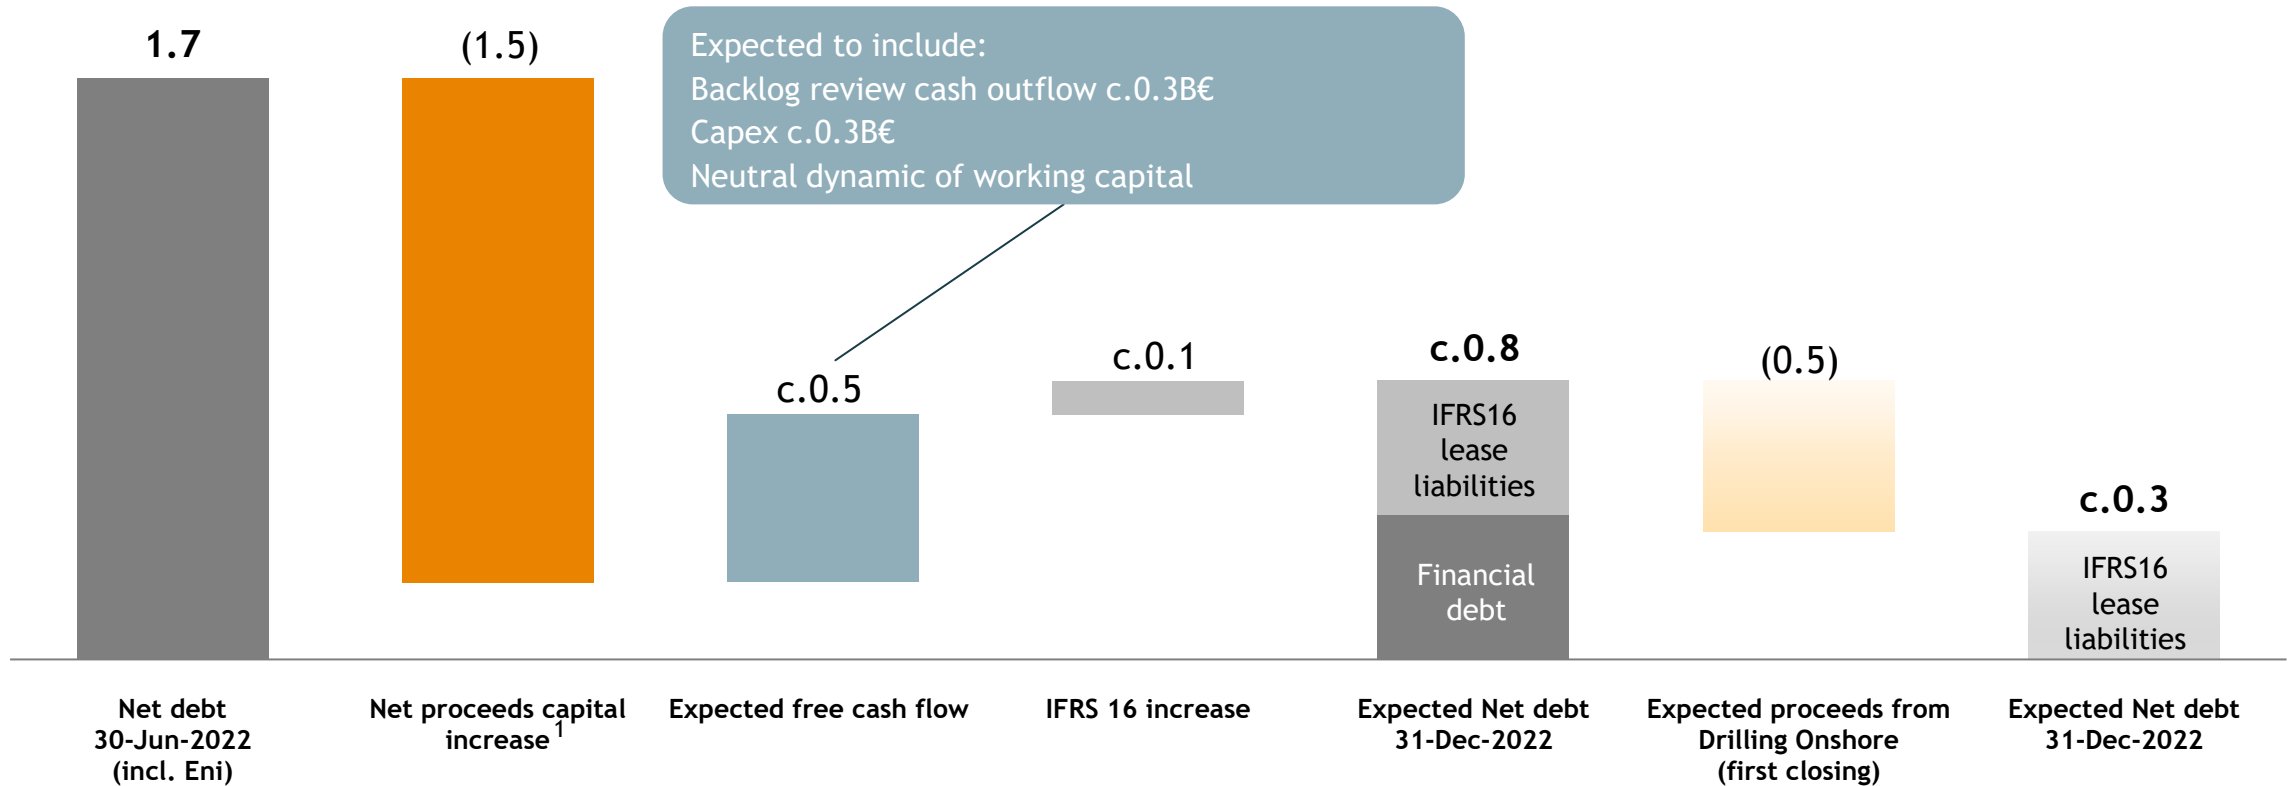 1.7
(1.5)
Expected to include:
Backlog review cash outflow c.0.3B€
Capex c.0.3B€
Neutral dynamic of working capital
c.0.5
c.0.1
c.0.8
(0.5)
c.0.3
IFRS16
lease
liabilities
Financial
debt
IFRS16
lease
liabilities
Net debt
30-Jun-2022
(incl. Eni)
Net proceeds capital
increase1
Expected free cash flow
IFRS 16 increase
Expected Net debt
31-Dec-2022
Expected proceeds from
Drilling Onshore
(first closing)
Expected Net debt
31-Dec-2022